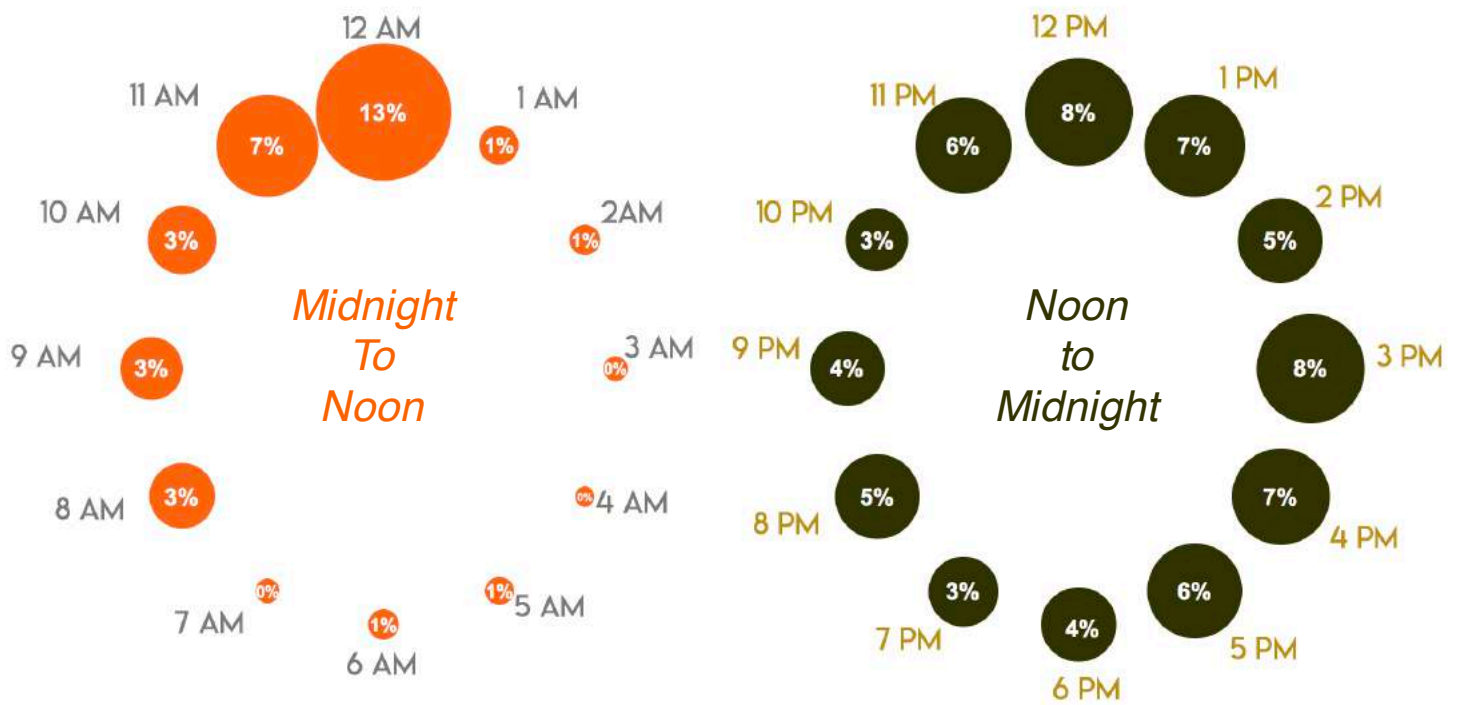 12 AM
13%
1 AM
1%
2AM
1%
3 AM
0%
4 AM
0%
5 AM
1%
6 AM
1%
7 AM
0%
8 AM
3%
9 AM
3%
10 AM
3%
11 AM
7%
Midnight
To
Noon
12 PM
8%
1 PM
7%
2 PM
5%
3 PM
8%
4 PM
7%
5 PM
6%
6 PM
4%
7 PM
3%
8 PM
5%
9 PM
4%
10 PM
3%
11 PM
6%
Noon
to
Midnight